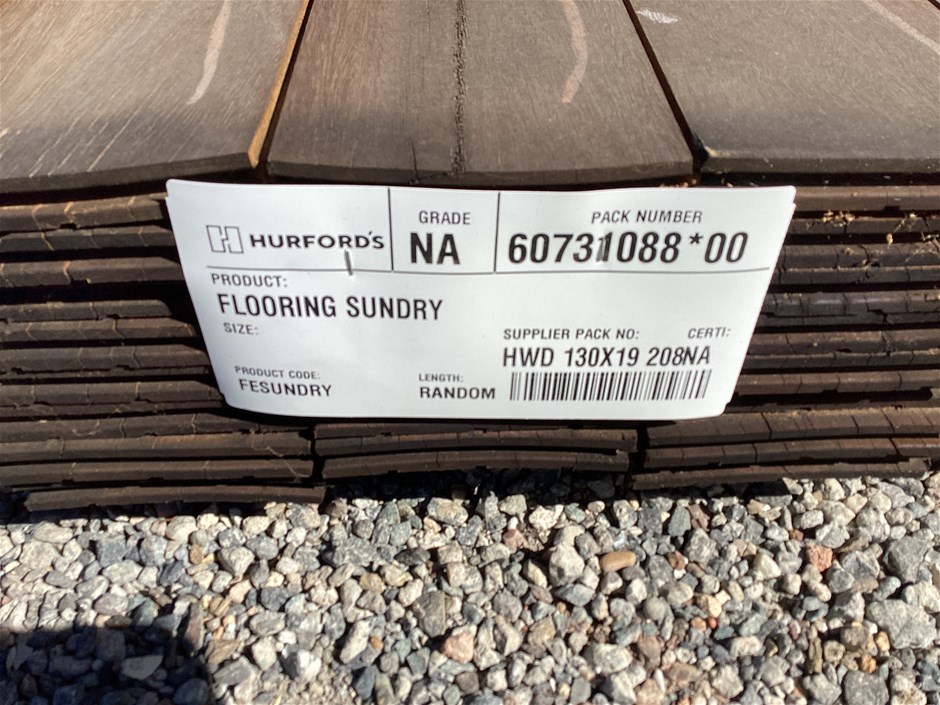 HURFORD'S
GRADE
NA
PACK NUMBER
60731088*00
PRODUCT:
FLOORING SUNDRY
SIZE:
SUPPLIER PACK NO:
CERTI:
HWD 130X19 208NA
PRODUCT CODE:
FESUNDRY
LENGTH:
RANDOM